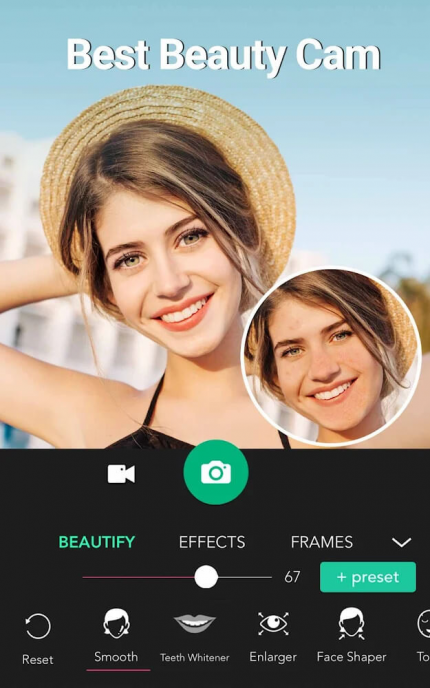 Best Beauty Cam
BEAUTIFY EFFECTS FRAMES
67 + preset
Reset Smooth Teeth Whitener Enlarger Face Shaper To